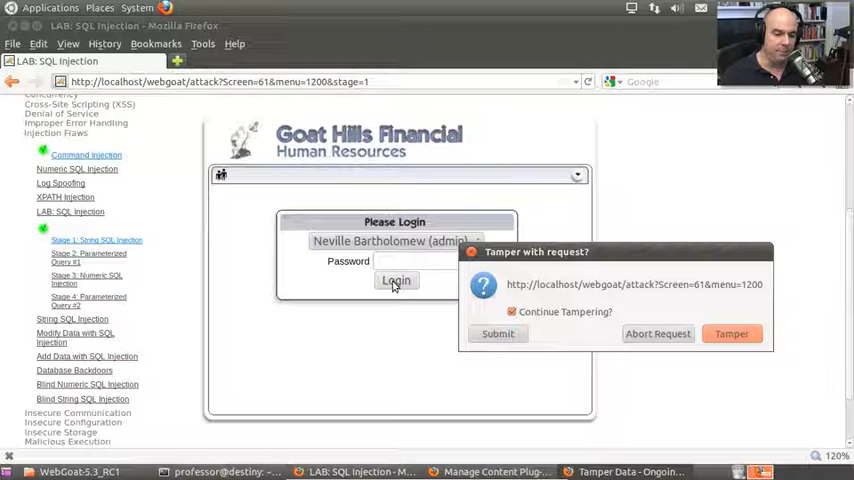 Applications Places System
LAB: SQL Injection - Mozilla Firefox
File Edit View History Bookmarks Tools Help
LAB: SQL Injection
http://localhost/webgoat/attack?Screen=61&menu=1200&stage=1
Google
Cross-Site Scripting (XSS)
Denial of Service
Improper Error Handling
Injection Flaws
Command Injection
Numeric SQL Injection
Log Spoofing
XPATH Injection
LAB: SQL Injection
Stage 1: String SQL Injection
Stage 2: Parameterized
Query #1
Stage 3: Numeric SQL
Injection
Stage 4: Parameterized
Query #2
String SQL Injection
Modify Data with SQL
Injection
Add Data with SQL Injection
Database Backdoors
Blind Numeric SQL Injection
Blind String SQL Injection
Insecure Communication
Insecure Configuration
Insecure Storage
Malicious Execution
Goat Hills Financial
Human Resources
Please Login
Neville Bartholomew (admin)
Password
Login
Tamper with request?
http://localhost/webgoat/attack?Screen=61&menu=1200
Continue Tampering?
Submit Abort Request Tamper
120%
WebGoat-5.3_RC1
professor@destiny: ~...
LAB: SQL Injection - M...
Manage Content Plug-...
Tamper Data - Ongoin...